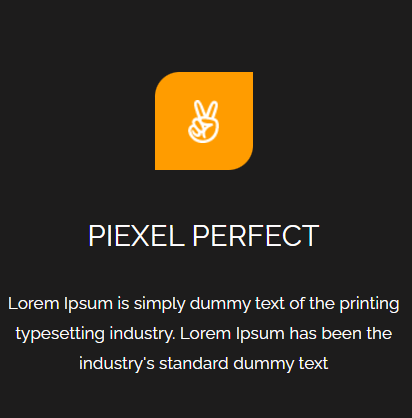 PIEXEL PERFECT
Lorem Ipsum is simply dummy text of the printing
typesetting industry. Lorem Ipsum has been the
industry's standard dummy text